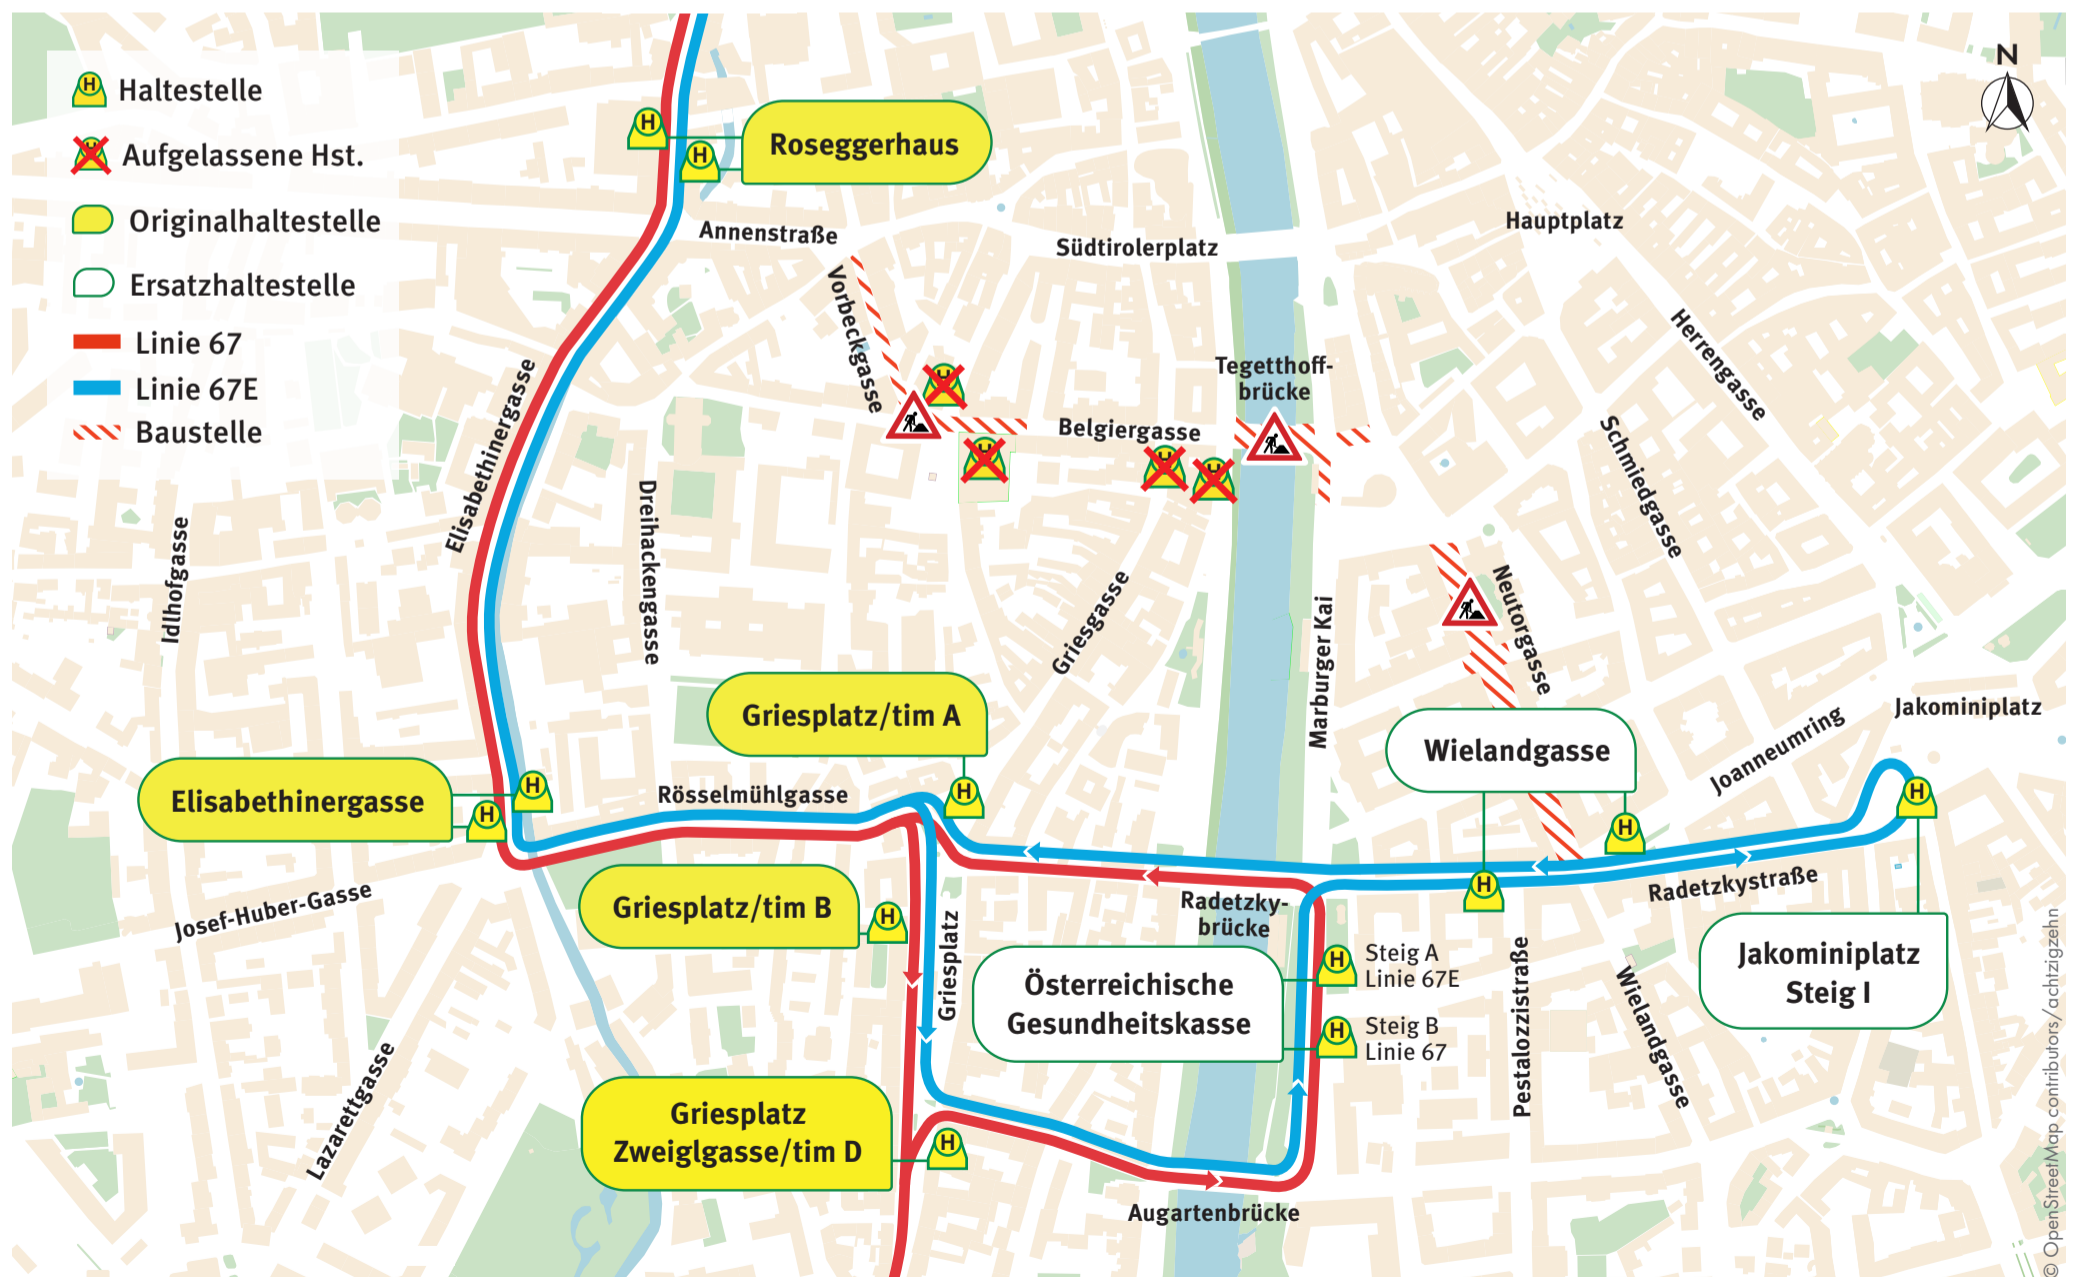 H Haltestelle
H Aufgelassene Hst.
Originalhaltestelle
Ersatzhaltestelle
Linie 67
Linie 67E
Baustelle
N
H
H
Roseggerhaus
Annenstraße
Südtirolerplatz
Hauptplatz
Vorbeckgasse
Herrengasse
Tegetthoff-
brücke
Elisabethinergasse
H
H
Belgiergasse
H
H
Schmiedgasse
Idlhofgasse
Dreihackengasse
Griesgasse
Marburger Kai
Neutorgasse
Griesplatz/tim A
H
Jakominiplatz
Joanneumring
Wielandgasse
H
H
Elisabethinergasse
H
H
Rösselmühlgasse
H
Radetzkystraße
Josef-Huber-Gasse
Griesplatz/tim B
H
Griesplatz
Radetzky-
brücke
Österreichische
Gesundheitskasse
H
Steig A
Linie 67E
H
Steig B
Linie 67
Pestalozzistraße
Wielandgasse
Jakominiplatz
Steig I
Lazarettgasse
Griesplatz
Zweiglgasse/tim D
H
Augartenbrücke
© OpenStreetMap contributors/achtzigzehn